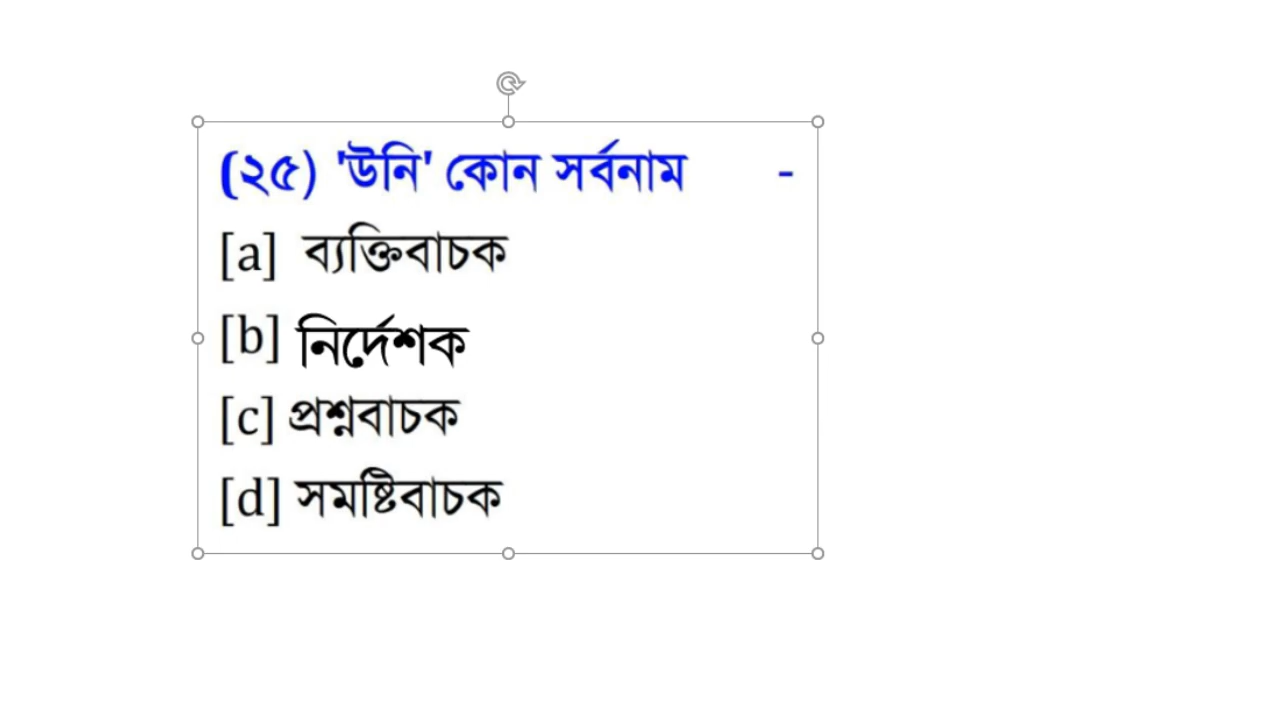 (২৫) 'উনি' কোন সর্বনাম -
[a] ব্যক্তিবাচক
[b] নির্দেশক
[c] প্রশ্নবাচক
[d] সমষ্টিবাচক